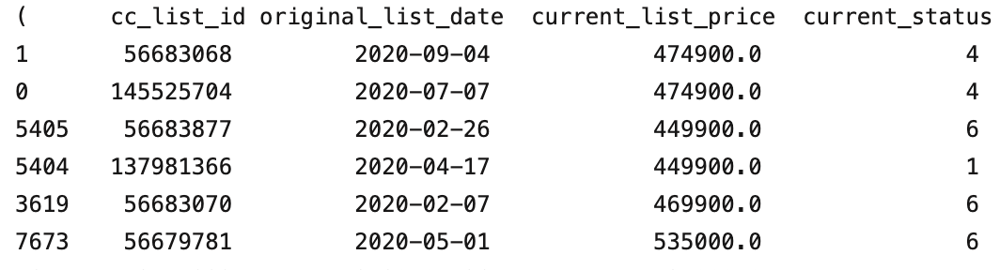 ( cc_list_id original_list_date current_list_price current_status
1 56683068 2020-09-04 474900.0 4
0 145525704 2020-07-07 474900.0 4
5405 56683877 2020-02-26 449900.0 6
5404 137981366 2020-04-17 449900.0 1
3619 56683070 2020-02-07 469900.0 6
7673 56679781 2020-05-01 535000.0 6